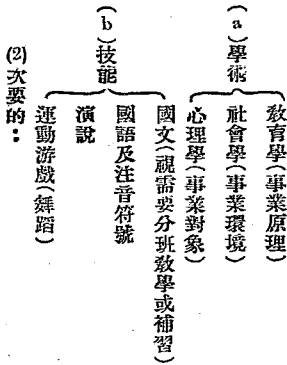 (a)學術
教育學(事業原理)
社會學(事業環境)
心理學(事業對象)
(b)技能
國文(視需要分班敎學或補習)
國語及注音符號
演說
運動游戲(舞蹈)
(2)次要的：